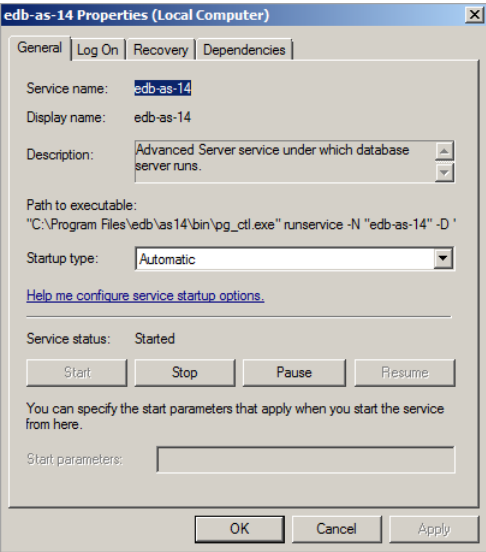 edb-as-14 Properties (Local Computer)
General Log On Recovery Dependencies
Service name: edb-as-14
Display name: edb-as-14
Description: Advanced Server service under which database
server runs.
Path to executable:
"C:\Program Files\edb\as14\bin\pg_ctl.exe" runservice -N "edb-as-14" -D "
Startup type: Automatic
Help me configure service startup options.
Service status: Started
Start Stop Pause Resume
You can specify the start parameters that apply when you start the service
from here.
Start parameters:
OK Cancel Apply